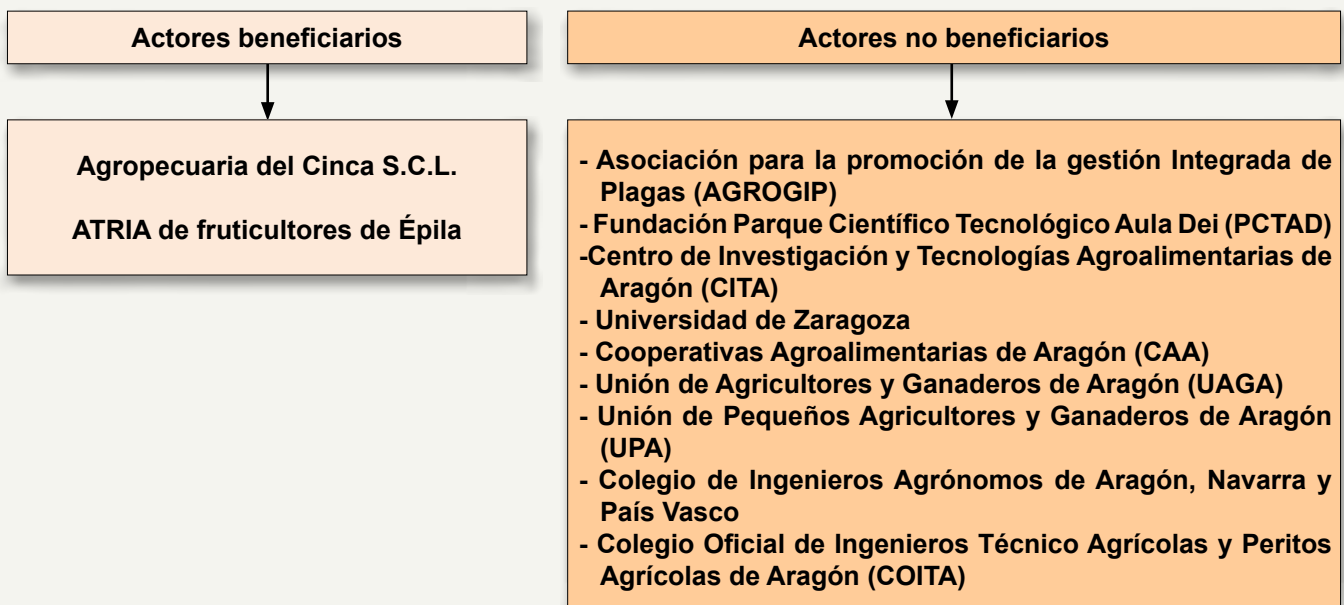 Actores beneficiarios
Agropecuaria del Cinca S.C.L.
ATRIA de fruticultores de Épila
Actores no beneficiarios
- Asociación para la promoción de la gestión Integrada de
Plagas (AGROGIP)
- Fundación Parque Científico Tecnológico Aula Dei (PCTAD)
-Centro de Investigación y Tecnologías Agroalimentarias de
Aragón (CITA)
- Universidad de Zaragoza
- Cooperativas Agroalimentarias de Aragón (CAA)
- Unión de Agricultores y Ganaderos de Aragón (UAGA)
- Unión de Pequeños Agricultores y Ganaderos de Aragón
(UPA)
- Colegio de Ingenieros Agrónomos de Aragón, Navarra y
País Vasco
- Colegio Oficial de Ingenieros Técnico Agrícolas y Peritos
Agrícolas de Aragón (COITA)